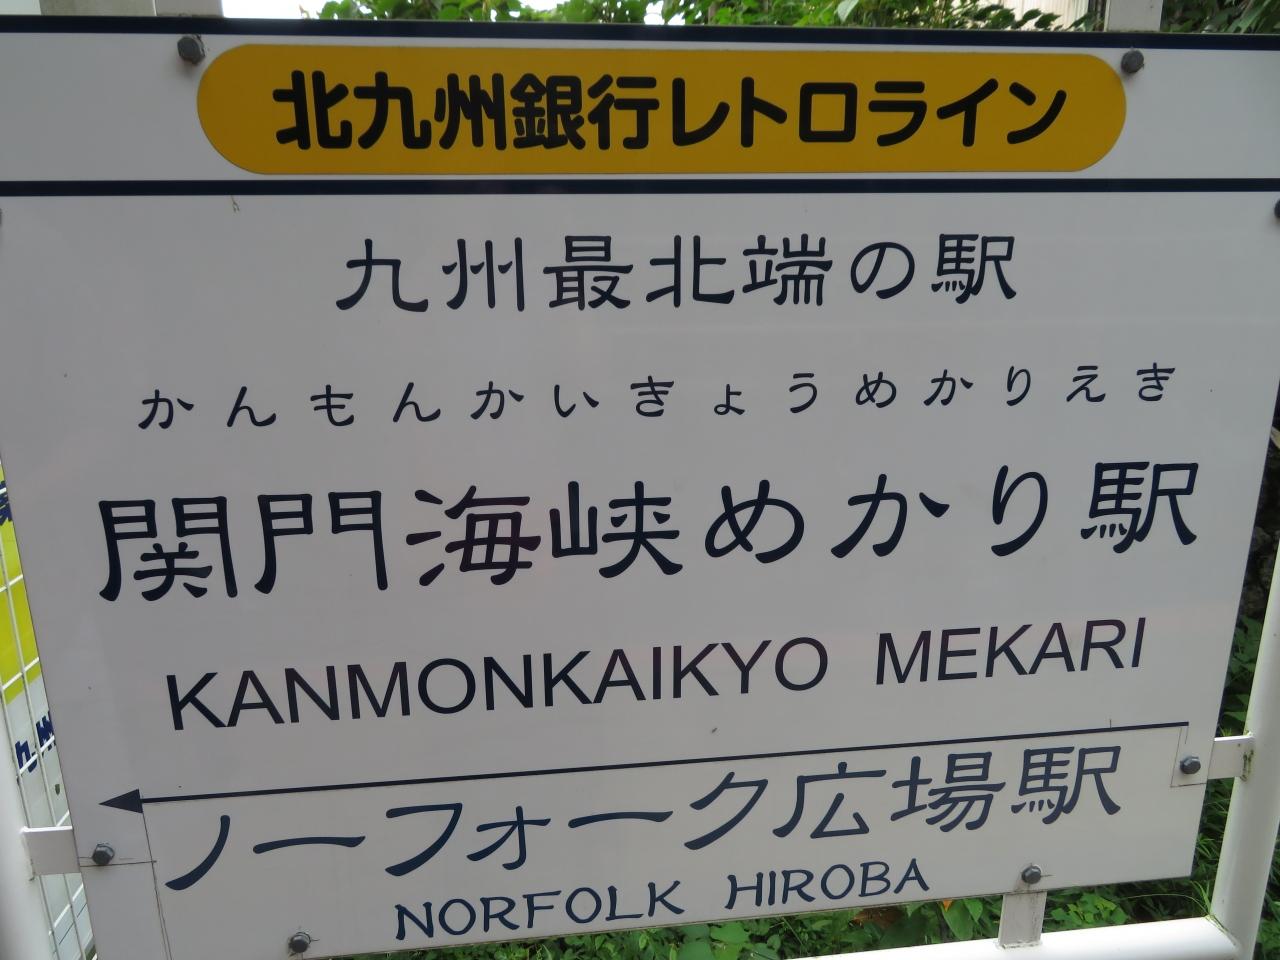 北九州銀行レトロライン
九州最北端の駅
かんもんかいきょうめかりえき
関門海峡めかり駅
KANMONKAIKYO MEKARI
ノーフォーク広場駅
NORFOLK HIROBA